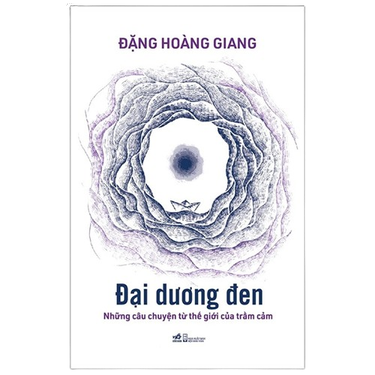 ĐẶNG HOÀNG GIANG
Đại dương đen
Những câu chuyện từ thế giới của trầm cảm